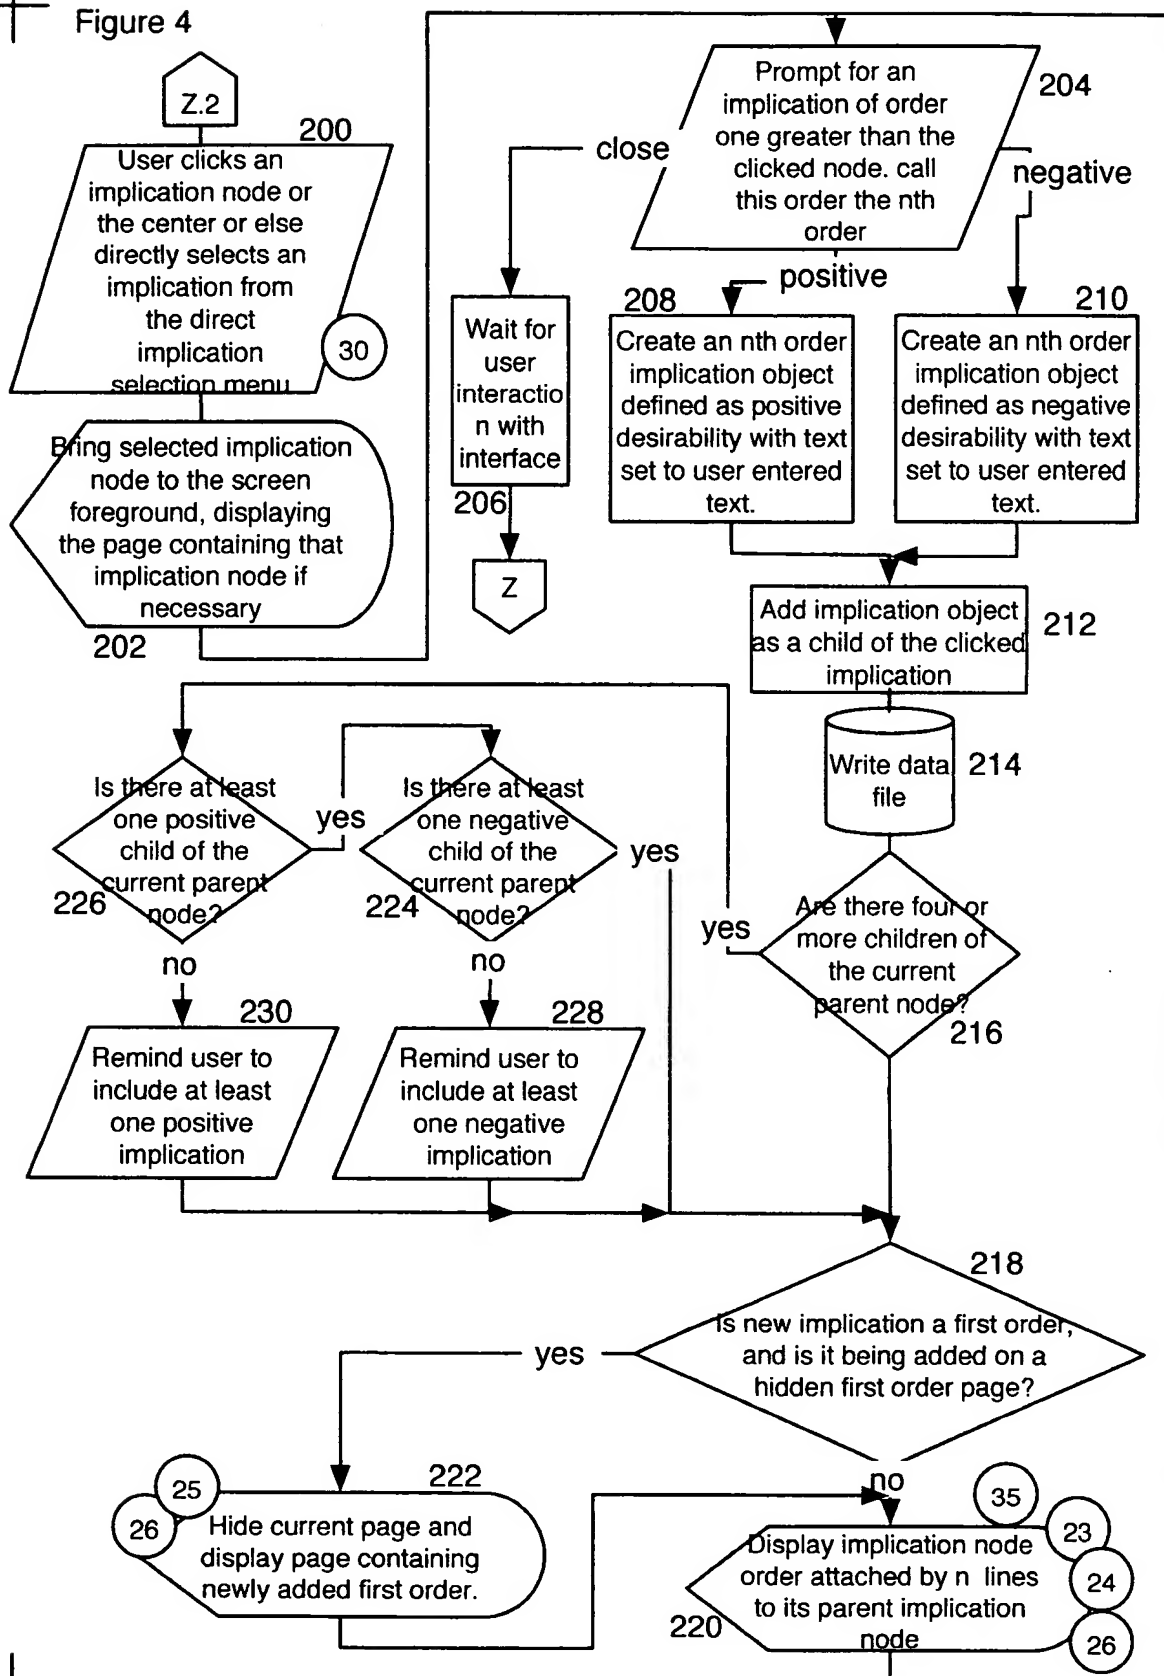 Figure 4
Z.2
200
User clicks an
implication node or
the center or else
directly selects an
implication from
the direct
implication
selection menu
30
Bring selected implication
node to the screen
foreground, displaying
the page containing that
implication node if
necessary
202
Prompt for an
implication of order
one greater than the
clicked node. call
this order the nth
order
204
close
negative
positive
Wait for
user
interactio
n with
interface
206
Z
208
Create an nth order
implication object
defined as positive
desirability with text
set to user entered
text.
210
Create an nth order
implication object
defined as negative
desirability with text
set to user entered
text.
Add implication object
as a child of the clicked
implication
212
Write data
file
214
Are there four or
more children of
the current
parent node?
216
yes
Is there at least
one positive
child of the
current parent
node?
226
yes
no
Is there at least
one negative
child of the
current parent
node?
224
yes
no
230
Remind user to
include at least
one positive
implication
228
Remind user to
include at least
one negative
implication
218
Is new implication a first order,
and is it being added on a
hidden first order page?
yes
no
222
25
26
Hide current page and
display page containing
newly added first order.
35
23
24
26
Display implication node
order attached by n lines
to its parent implication
node
220